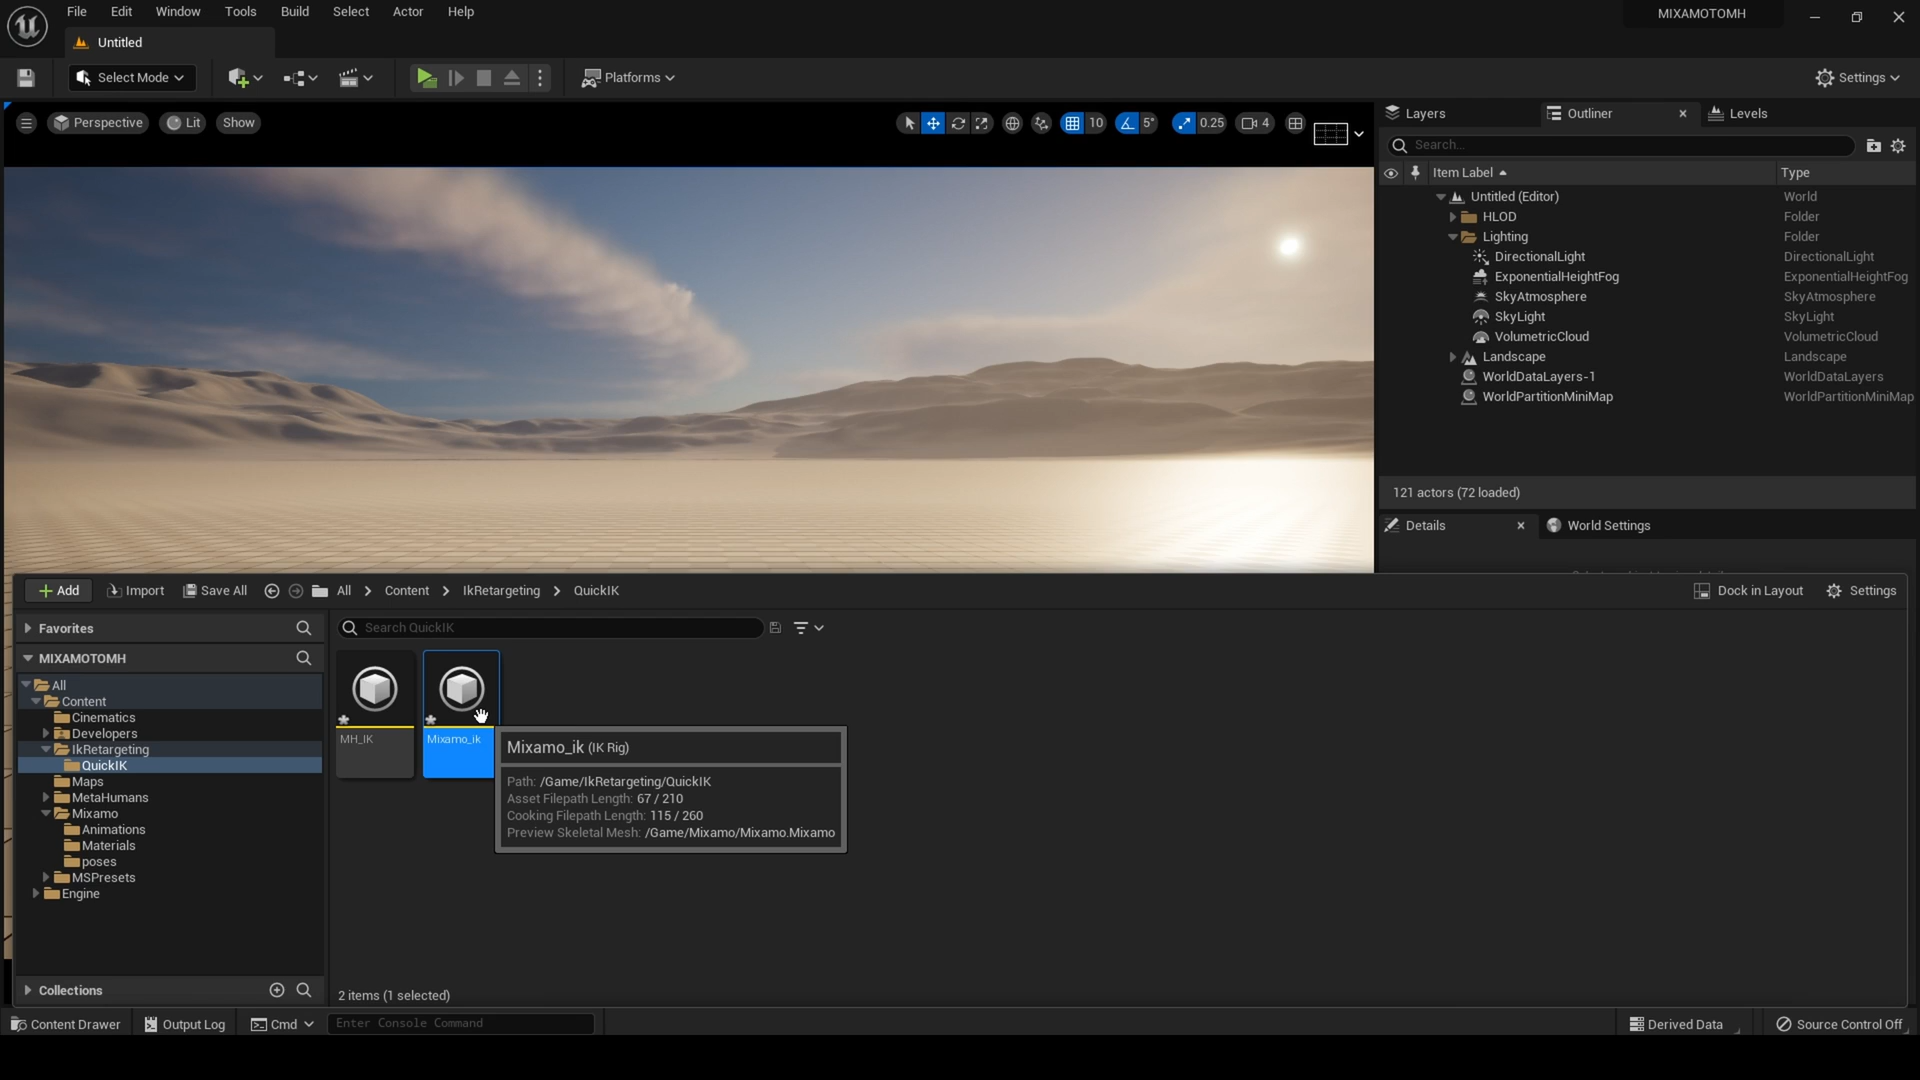 File Edit Window Tools Build Select Actor Help
MIXAMOTOMH
Untitled
Select Mode
Platforms
Settings
Perspective Lit Show
10 5° 0.25 4
Layers Outliner Levels
Search...
Item Label Type
Untitled (Editor) World
HLOD Folder
Lighting Folder
DirectionalLight DirectionalLight
ExponentialHeightFog ExponentialHeightFog
SkyAtmosphere SkyAtmosphere
SkyLight SkyLight
VolumetricCloud VolumetricCloud
Landscape Landscape
WorldDataLayers-1 WorldDataLayers
WorldPartitionMiniMap WorldPartitionMiniMap
121 actors (72 loaded)
Details World Settings
Add Import Save All All Content IkRetargeting QuickIK
Dock in Layout Settings
Favorites
MIXAMOTOMH
All
Content
Cinematics
Developers
IkRetargeting
QuickIK
Maps
MetaHumans
Mixamo
Animations
Materials
poses
MSPresets
Engine
Collections
Search QuickIK
MH_IK
Mixamo_ik
Mixamo_ik (IK Rig)
Path: /Game/IkRetargeting/QuickIK
Asset Filepath Length: 67 / 210
Cooking Filepath Length: 115 / 260
Preview Skeletal Mesh: /Game/Mixamo/Mixamo.Mixamo
2 items (1 selected)
Content Drawer Output Log Cmd Enter Console Command
Derived Data Source Control Off